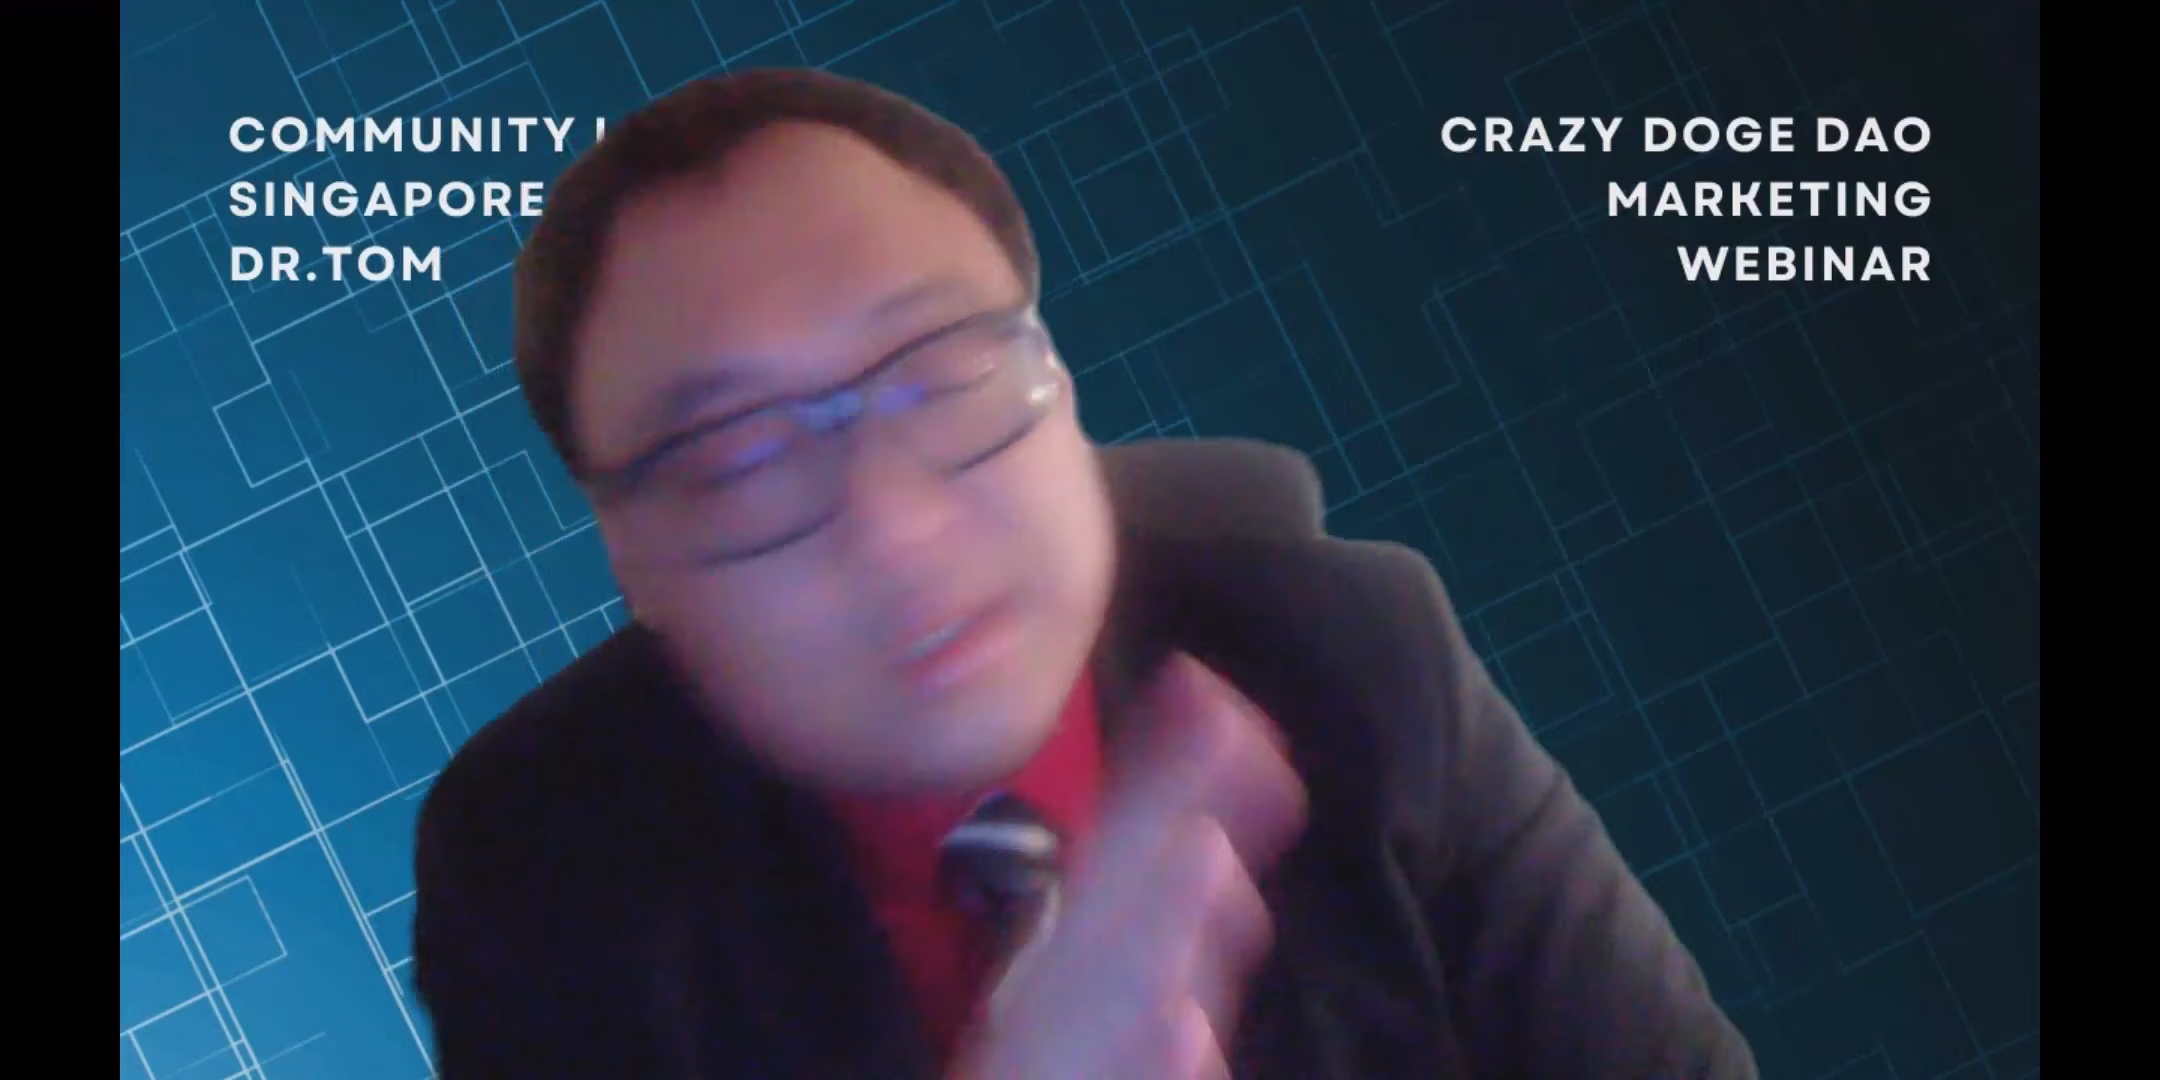 COMMUNITY
SINGAPORE
DR.TOM
CRAZY DOGE DAO
MARKETING
WEBINAR